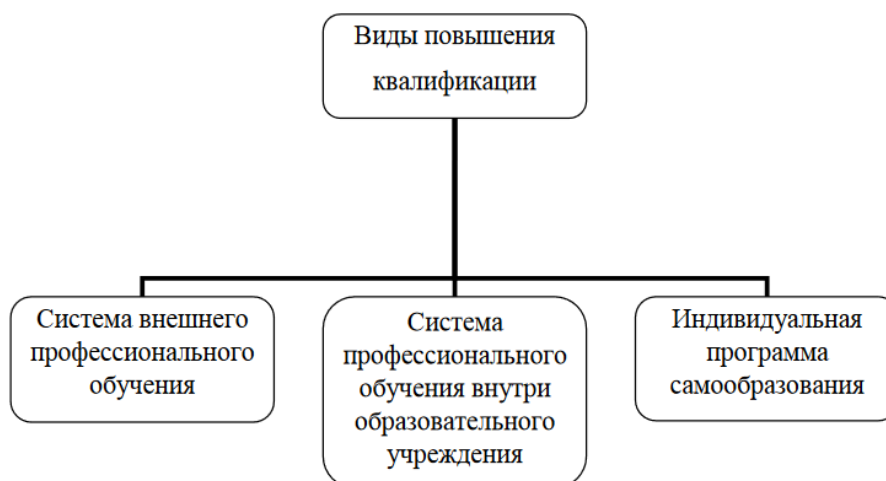 Виды повышения
квалификации
Система внешнего
профессионального
обучения
Система
профессионального
обучения внутри
образовательного
учреждения
Индивидуальная
программа
самообразования